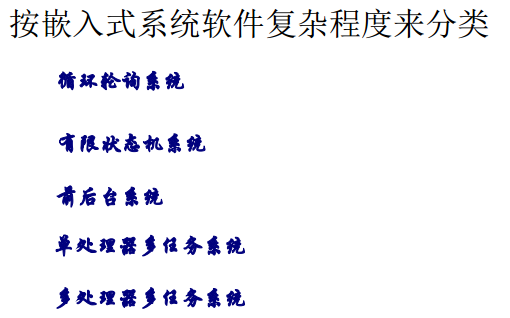 按嵌入式系统软件复杂程度来分类
循环轮询系统
有限状态机系统
前后台系统
单处理器多任务系统
多处理器多任务系统